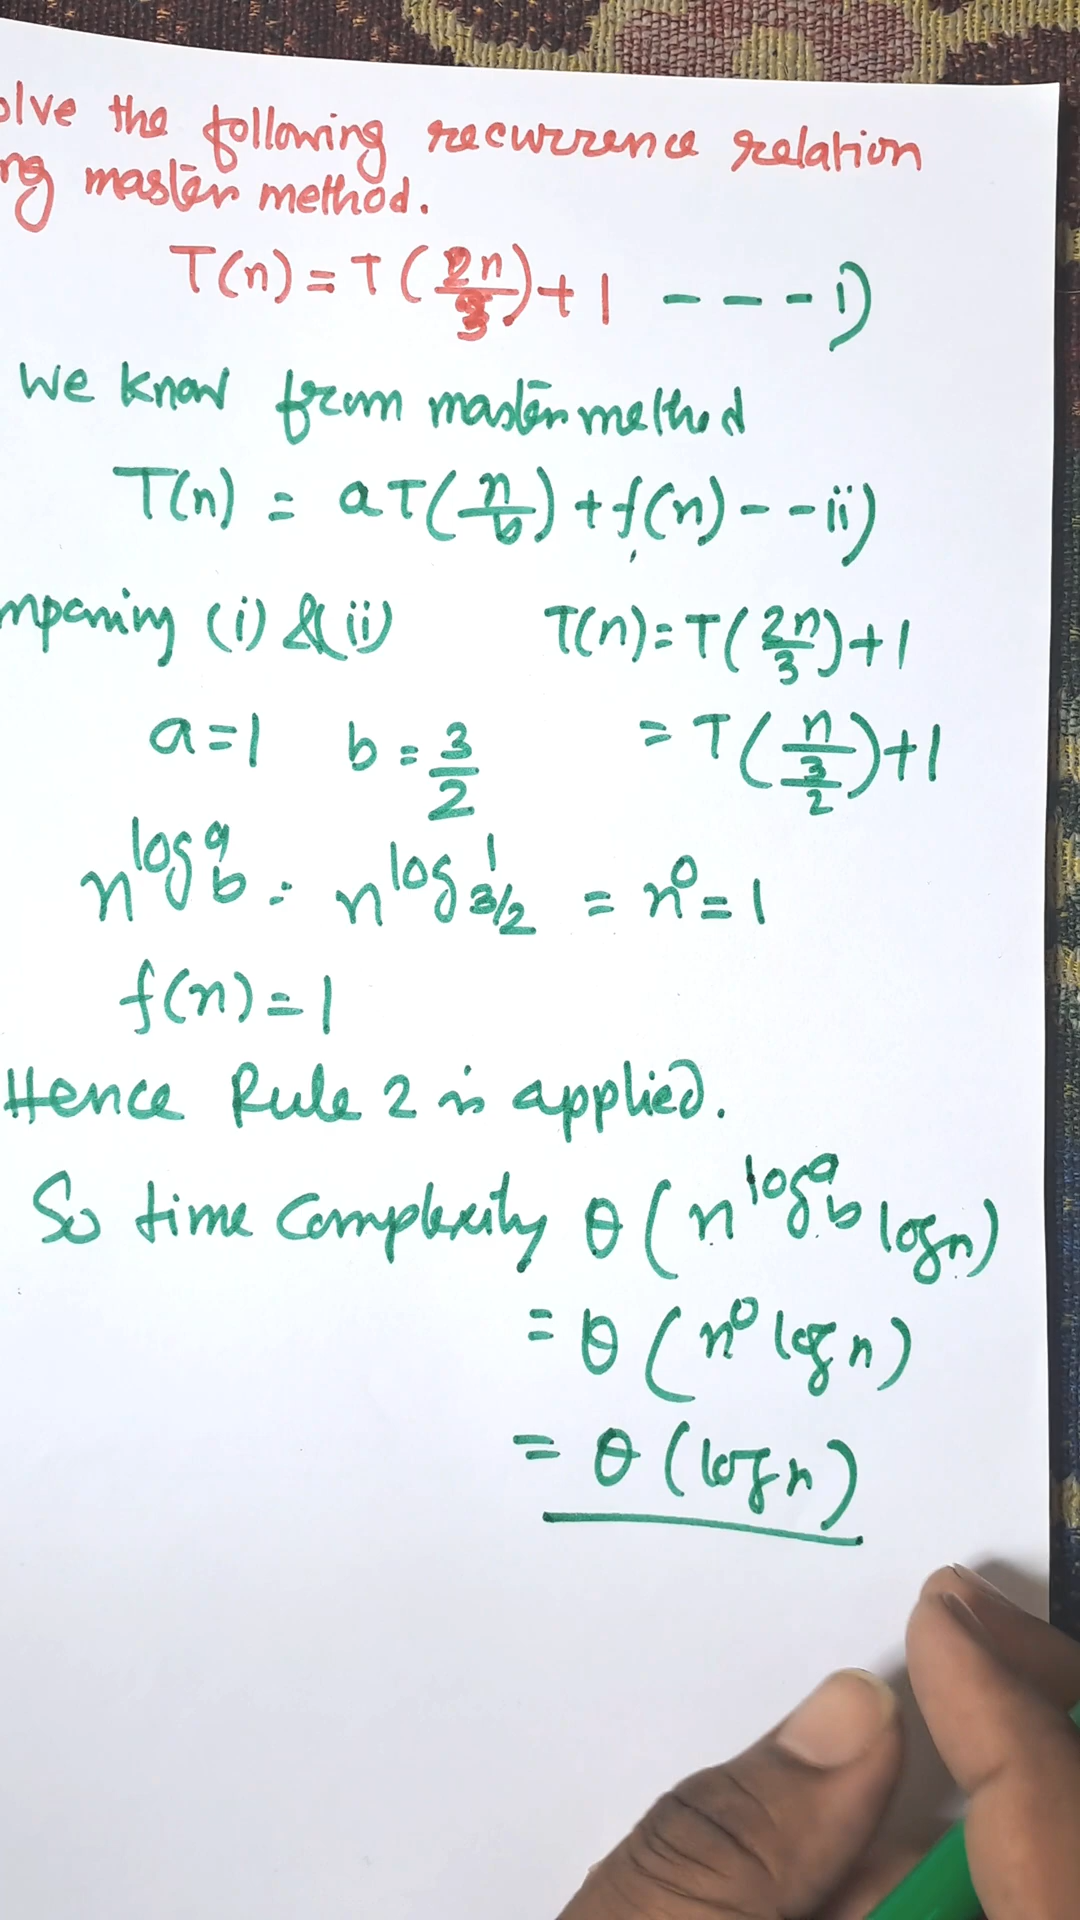 olve the following recurrence relation
ng master method.
T(n) = T(2n/3) + 1 - - - i)
We know from master method
T(n) = aT(n/b) + f(n) - - ii)
mparing (i) & (ii) T(n) = T(2n/3) + 1
a = 1 b = 3/2 = T(n/(3/2)) + 1
n^log_b^a = n^log_3/2^1 = n^0 = 1
f(n) = 1
Hence Rule 2 is applied.
So time complexity θ(n^log_b^a log n)
= θ(n^0 log n)
= θ(log n)